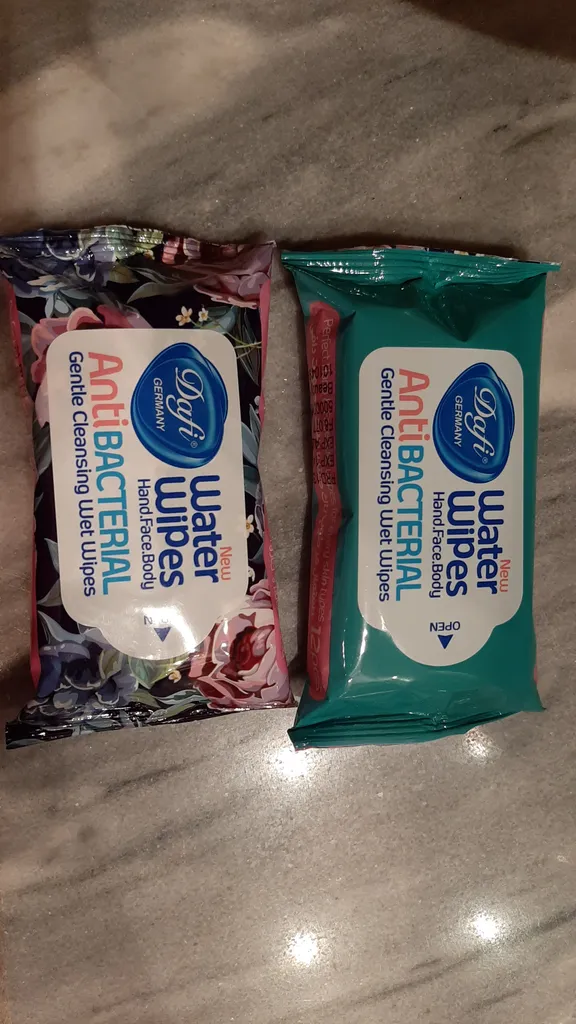 Dafi®
GERMANY
New
Water
Wipes
Hand.Face.Body
AntiBACTERIAL
Gentle Cleansing Wet Wipes
Dafi®
GERMANY
New
Water
Wipes
Hand.Face.Body
AntiBACTERIAL
Gentle Cleansing Wet Wipes
OPEN